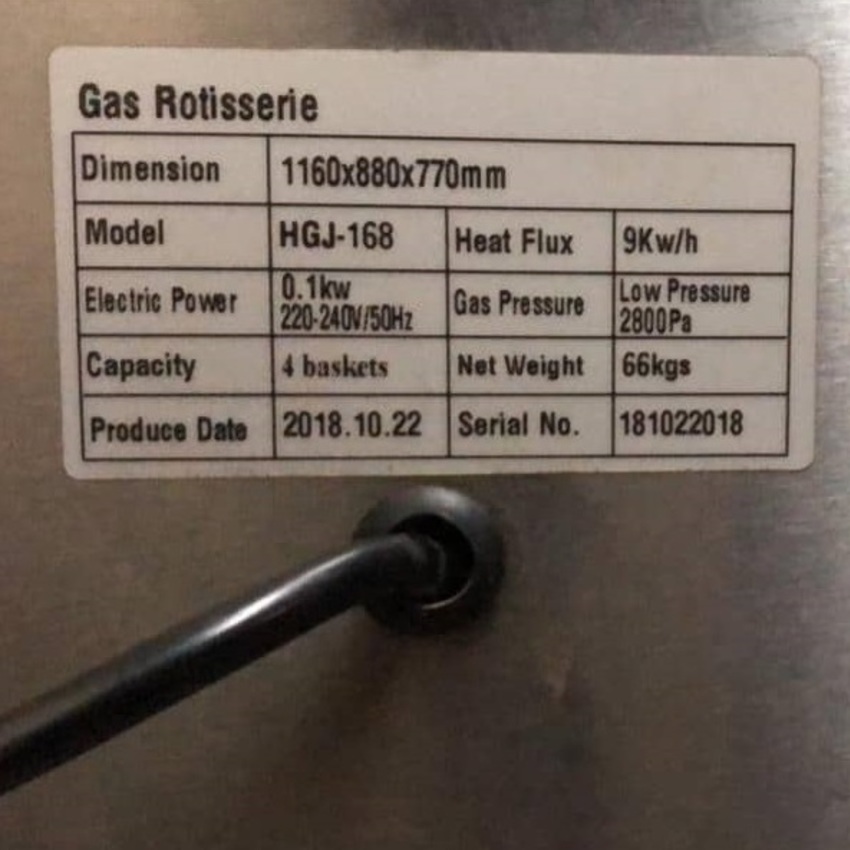 Gas Rotisserie
Dimension 1160x880x770mm
Model HGJ-168 Heat Flux 9Kw/h
Electric Power 0.1kw 220-240V/50Hz Gas Pressure Low Pressure 2800Pa
Capacity 4 baskets Net Weight 66kgs
Produce Date 2018.10.22 Serial No. 181022018